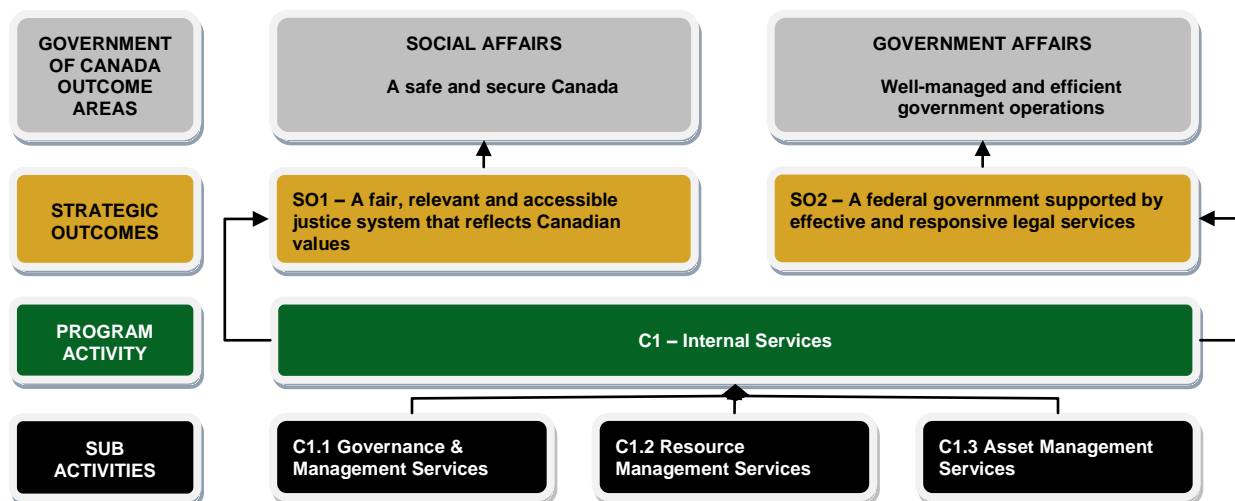 GOVERNMENT
OF CANADA
OUTCOME
AREAS
SOCIAL AFFAIRS
A safe and secure Canada
GOVERNMENT AFFAIRS
Well-managed and efficient
government operations
STRATEGIC
OUTCOMES
SO1 – A fair, relevant and accessible
justice system that reflects Canadian
values
SO2 – A federal government supported by
effective and responsive legal services
PROGRAM
ACTIVITY
C1 – Internal Services
SUB
ACTIVITIES
C1.1 Governance &
Management Services
C1.2 Resource
Management Services
C1.3 Asset Management
Services